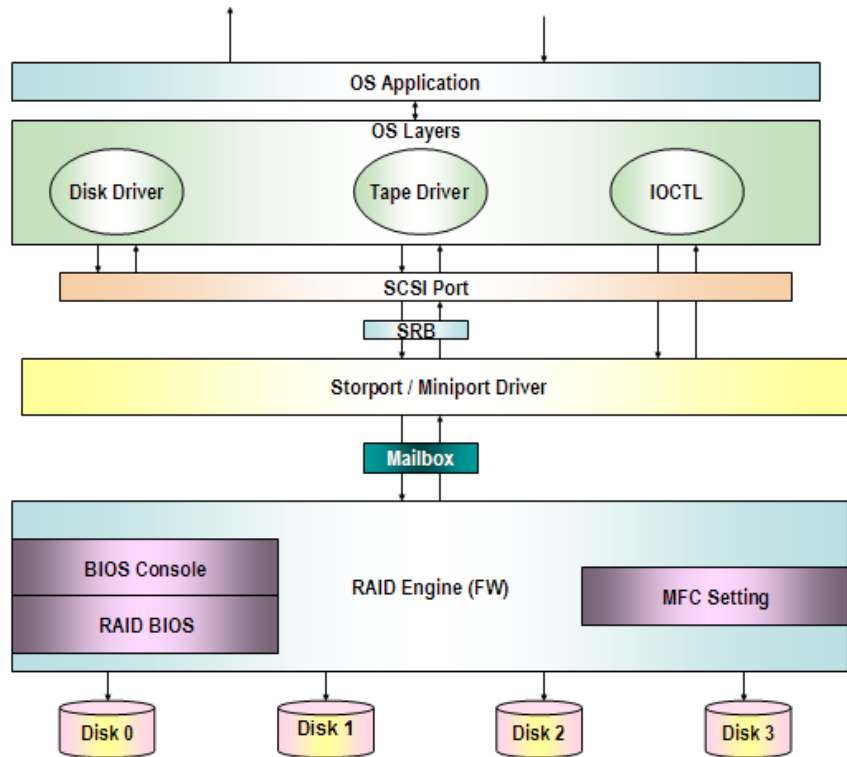 OS Application
OS Layers
Disk Driver
Tape Driver
IOCTL
SCSI Port
SRB
Storport / Miniport Driver
Mailbox
BIOS Console
RAID Engine (FW)
MFC Setting
RAID BIOS
Disk 0
Disk 1
Disk 2
Disk 3